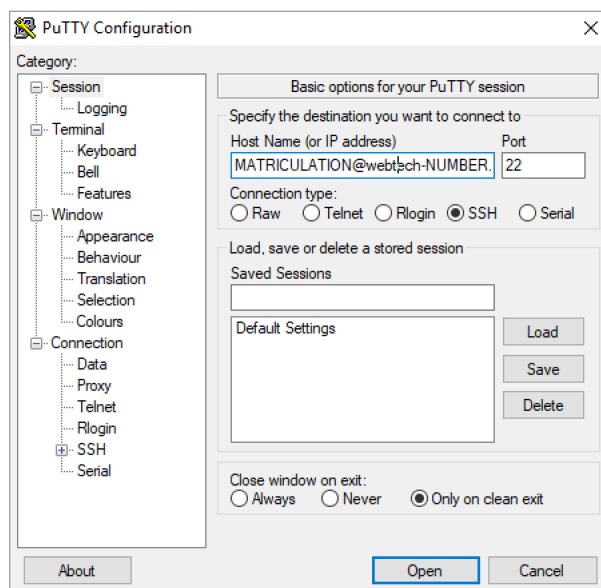 PuTTY Configuration
Category:
Session
Logging
Terminal
Keyboard
Bell
Features
Window
Appearance
Behaviour
Translation
Selection
Colours
Connection
Data
Proxy
Telnet
Rlogin
SSH
Serial
Basic options for your PuTTY session
Specify the destination you want to connect to
Host Name (or IP address) Port
MATRICULATION@webtech-NUMBER. 22
Connection type:
Raw Telnet Rlogin SSH Serial
Load, save or delete a stored session
Saved Sessions
Default Settings
Load
Save
Delete
Close window on exit:
Always Never Only on clean exit
About Open Cancel